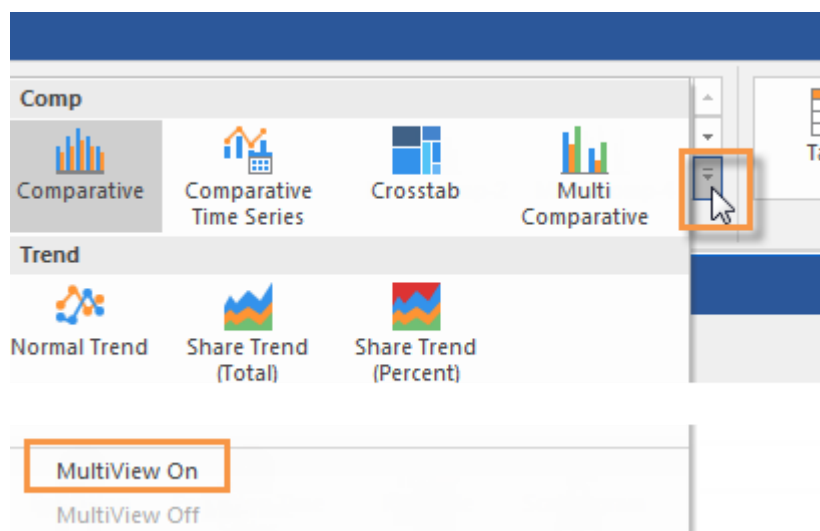 Comp
Comparative
Comparative
Time Series
Crosstab
Multi
Comparative
Trend
Normal Trend
Share Trend
(Total)
Share Trend
(Percent)
MultiView On
MultiView Off